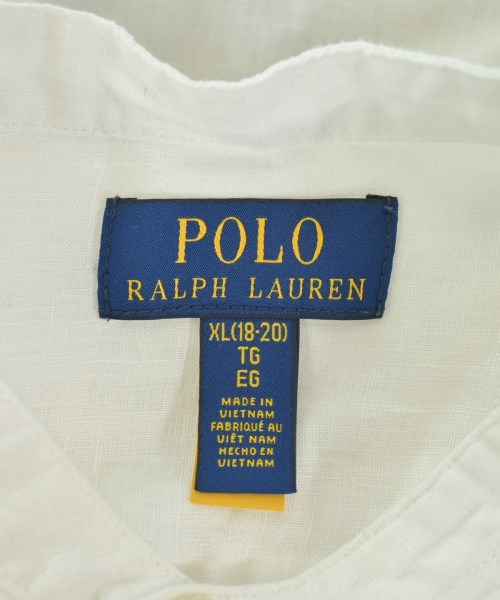 POLO
RALPH LAUREN
XL(18-20)
TG
EG
MADE IN
VIETNAM
FABRIQUÉ AU
VIÊT NAM
HECHO EN
VIETNAM